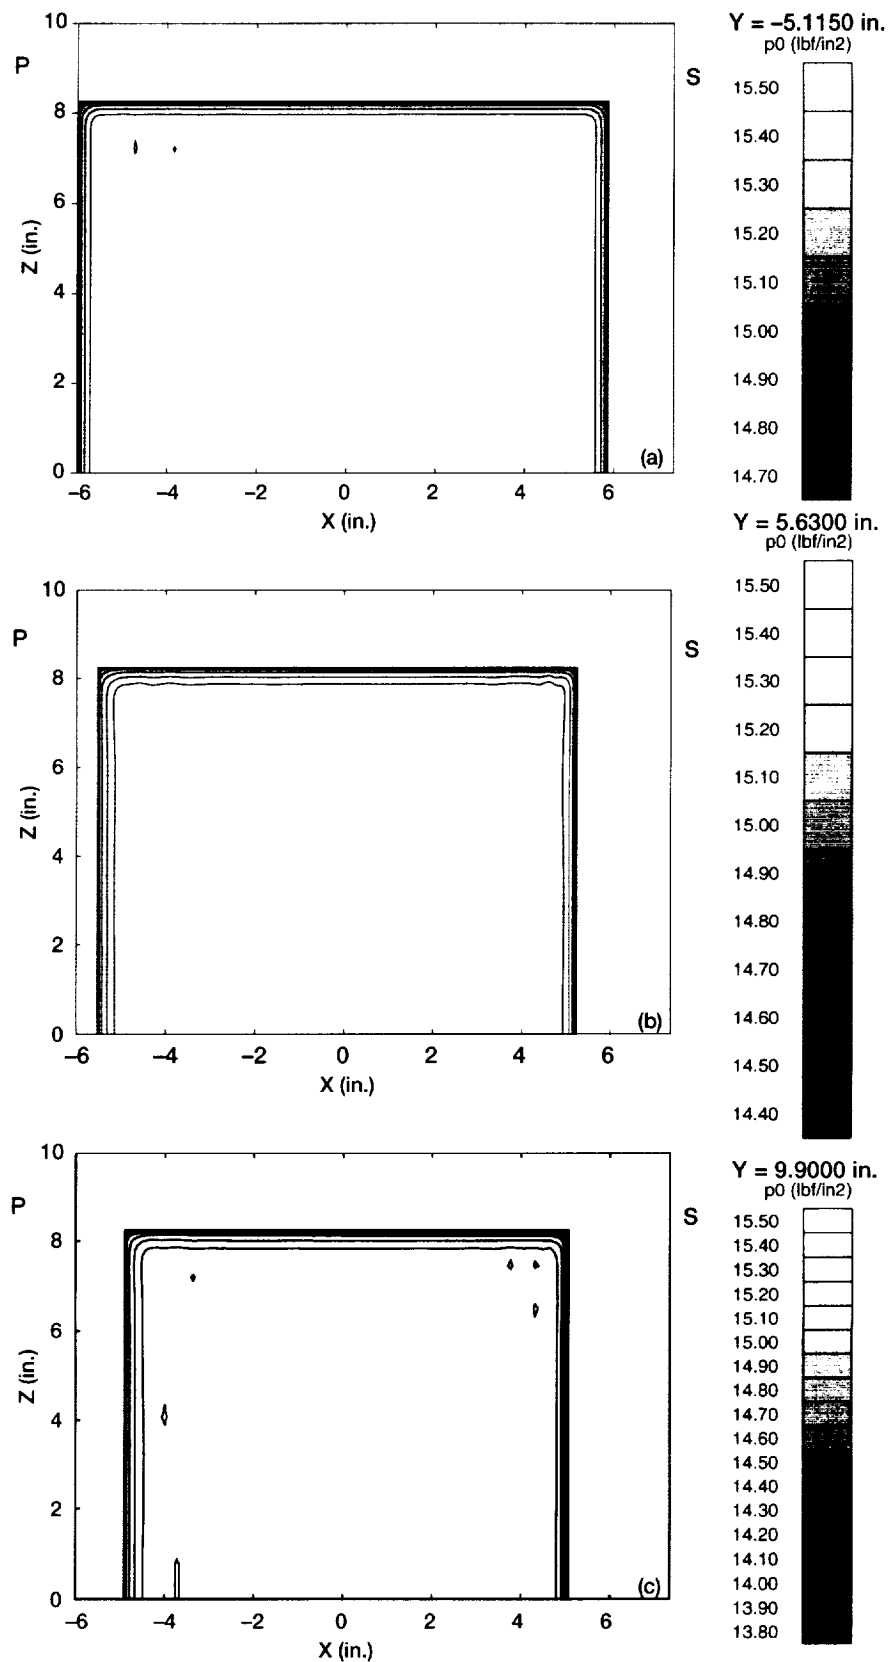 Y = −5.1150 in.
p0 (lbf/in2)
10
P
S
8
6
Z (in.)
4
2
0
−6 −4 −2 0 2 4 6
X (in.)
(a)
15.50
15.40
15.30
15.20
15.10
15.00
14.90
14.80
14.70
Y = 5.6300 in.
p0 (lbf/in2)
10
P
S
8
6
Z (in.)
4
2
0
−6 −4 −2 0 2 4 6
X (in.)
(b)
15.50
15.40
15.30
15.20
15.10
15.00
14.90
14.80
14.70
14.60
14.50
14.40
Y = 9.9000 in.
p0 (lbf/in2)
10
P
S
8
6
Z (in.)
4
2
0
−6 −4 −2 0 2 4 6
X (in.)
(c)
15.50
15.40
15.30
15.20
15.10
15.00
14.90
14.80
14.70
14.60
14.50
14.40
14.30
14.20
14.10
14.00
13.90
13.80